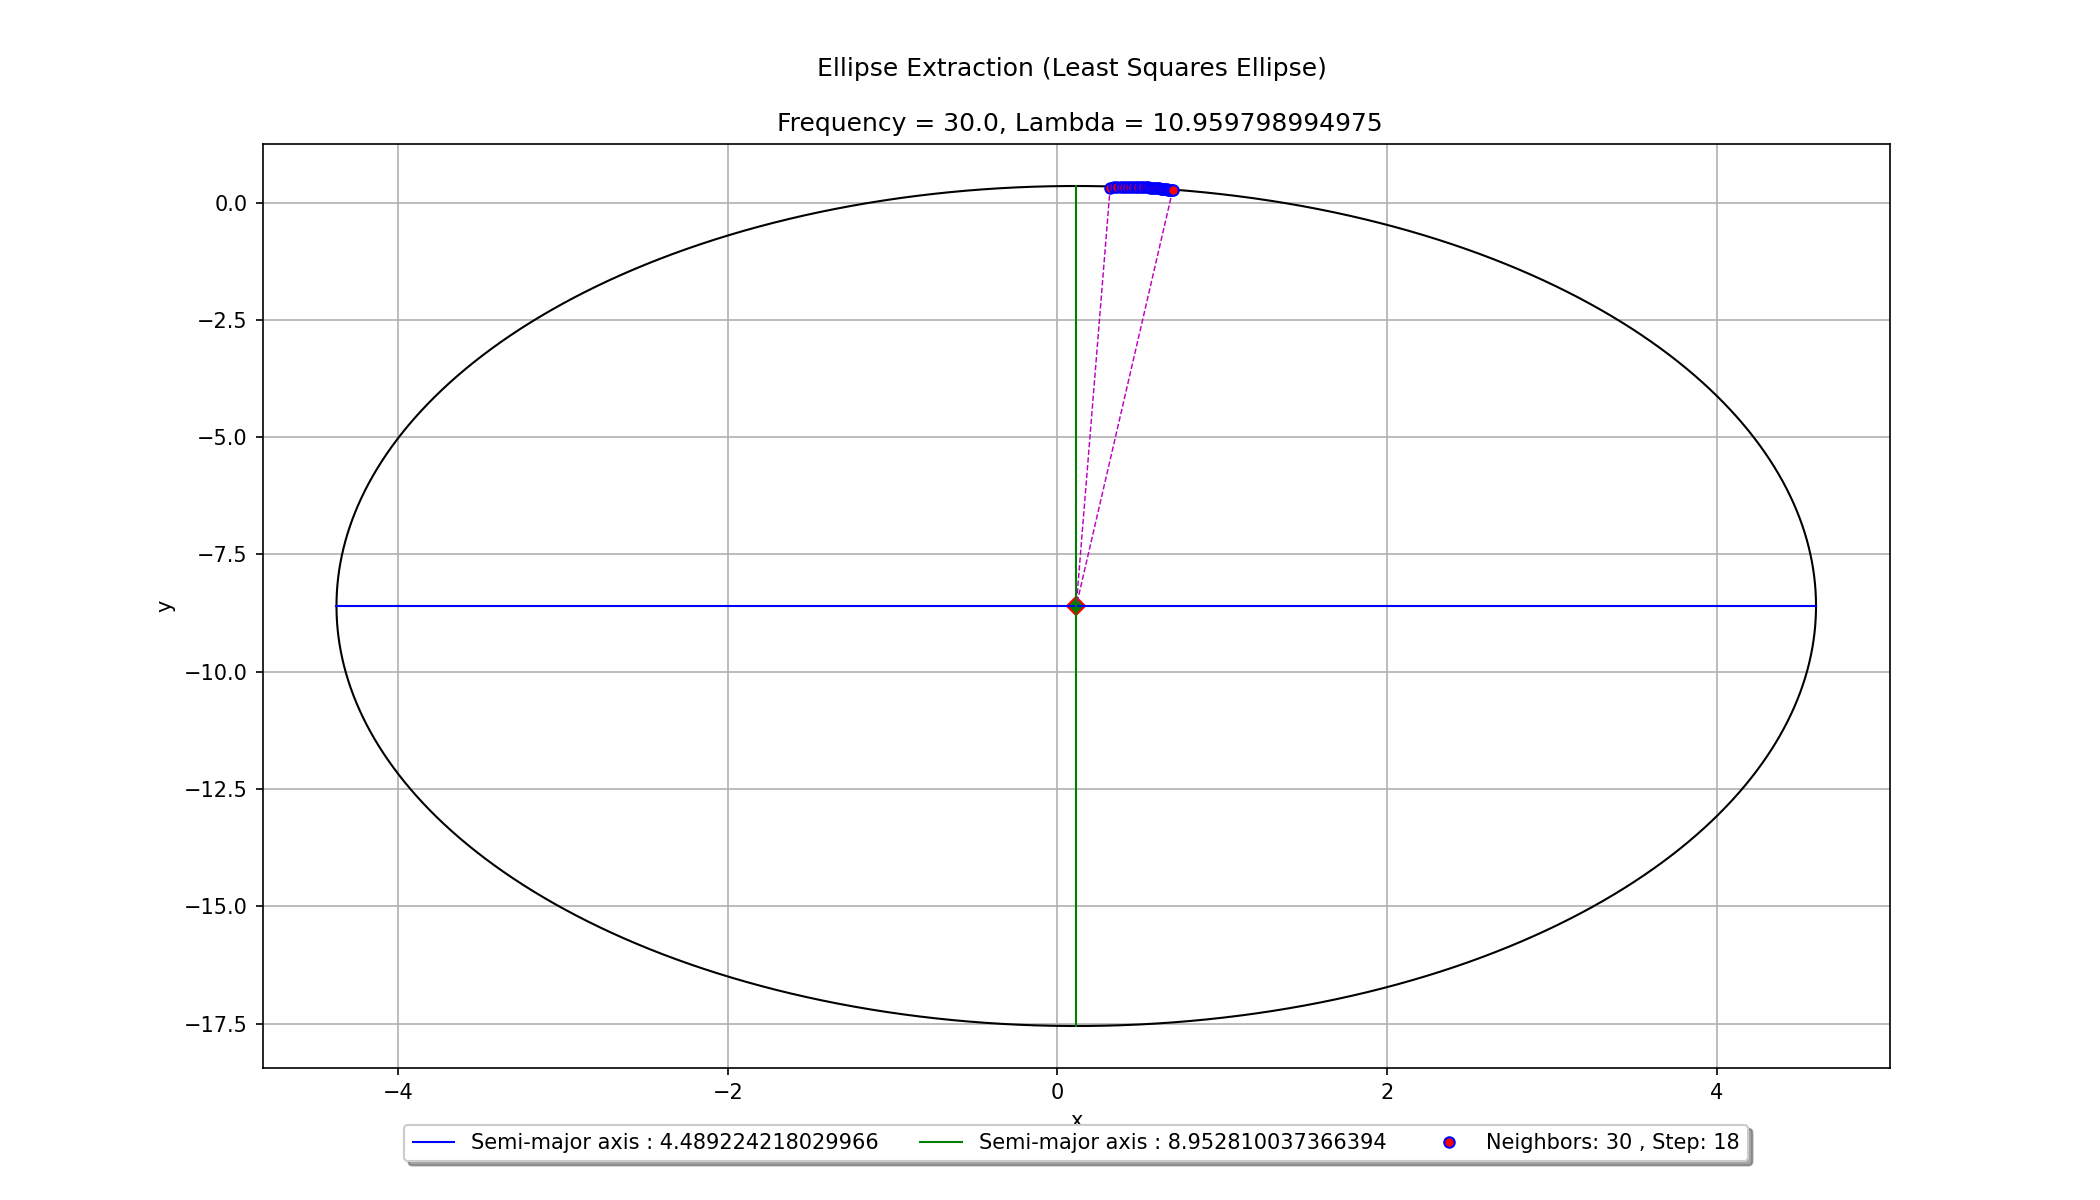 Ellipse Extraction (Least Squares Ellipse)
Frequency = 30.0, Lambda = 10.959798994975
0.0
−2.5
−5.0
−7.5
−10.0
−12.5
−15.0
−17.5
y
−4 −2 0 2 4
x
Semi-major axis : 4.489224218029966 Semi-major axis : 8.952810037366394 Neighbors: 30 , Step: 18